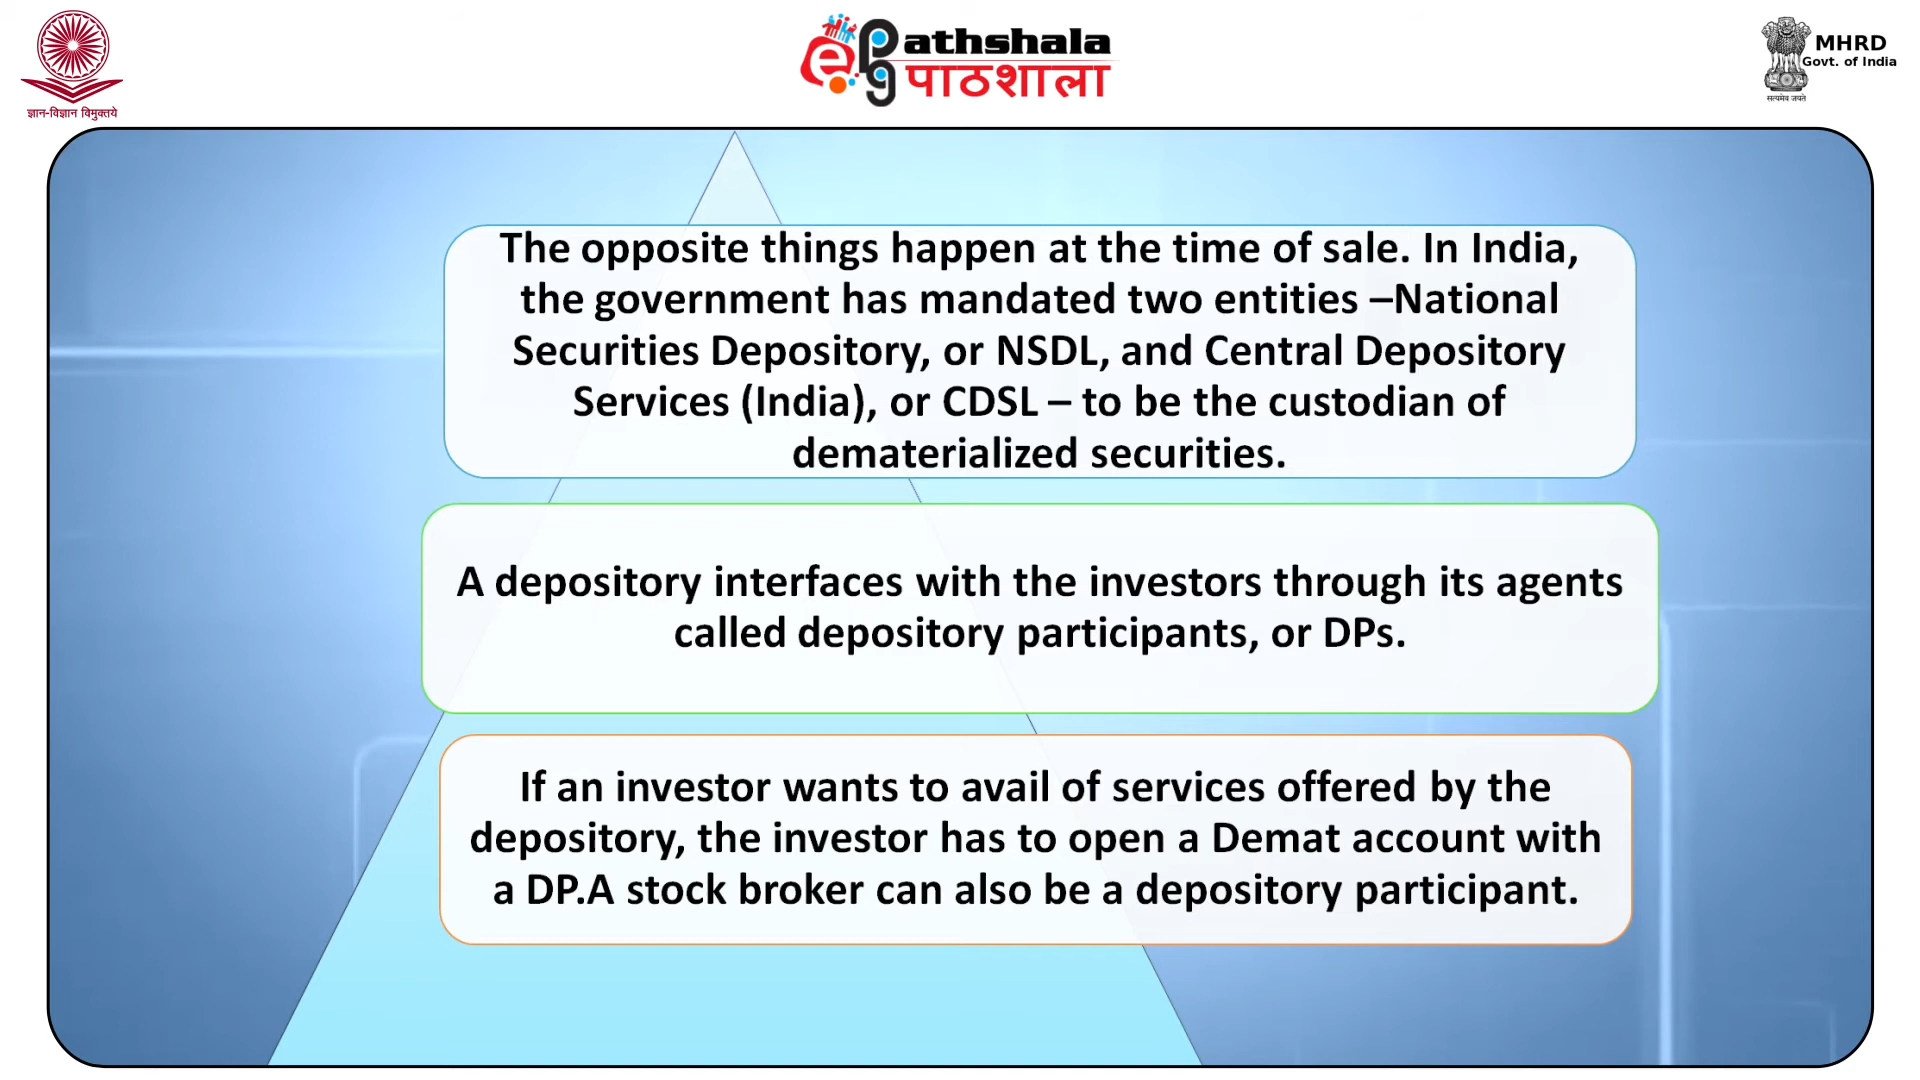 ज्ञान-विज्ञान विमुक्तये
ePg athshala
पाठशाला
MHRD
Govt. of India
सत्यमेव जयते
The opposite things happen at the time of sale. In India,
the government has mandated two entities –National
Securities Depository, or NSDL, and Central Depository
Services (India), or CDSL – to be the custodian of
dematerialized securities.
A depository interfaces with the investors through its agents
called depository participants, or DPs.
If an investor wants to avail of services offered by the
depository, the investor has to open a Demat account with
a DP.A stock broker can also be a depository participant.